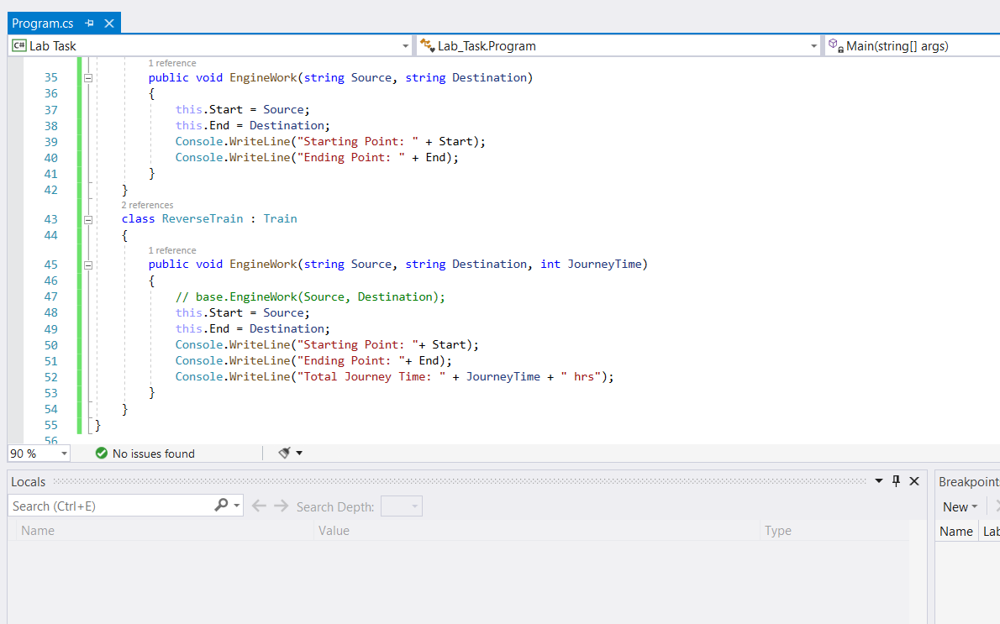 Program.cs
C# Lab Task
Lab_Task.Program
Main(string[] args)
1 reference
35 public void EngineWork(string Source, string Destination)
36 {
37 this.Start = Source;
38 this.End = Destination;
39 Console.WriteLine("Starting Point: " + Start);
40 Console.WriteLine("Ending Point: " + End);
41 }
42 }
2 references
43 class ReverseTrain : Train
44 {
1 reference
45 public void EngineWork(string Source, string Destination, int JourneyTime)
46 {
47 // base.EngineWork(Source, Destination);
48 this.Start = Source;
49 this.End = Destination;
50 Console.WriteLine("Starting Point: "+ Start);
51 Console.WriteLine("Ending Point: "+ End);
52 Console.WriteLine("Total Journey Time: " + JourneyTime + " hrs");
53 }
54 }
55 }
56
90 %
No issues found
Locals
Search (Ctrl+E)
Search Depth:
Name Value Type
Breakpoint
New
Name Lab